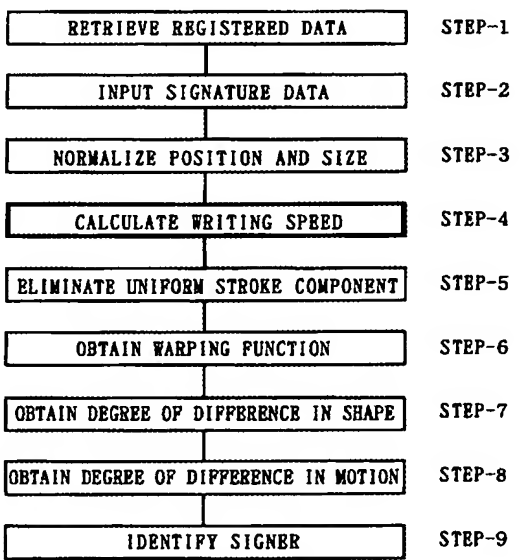 RETRIEVE REGISTERED DATA STEP-1
INPUT SIGNATURE DATA STEP-2
NORMALIZE POSITION AND SIZE STEP-3
CALCULATE WRITING SPEED STEP-4
ELIMINATE UNIFORM STROKE COMPONENT STEP-5
OBTAIN WARPING FUNCTION STEP-6
OBTAIN DEGREE OF DIFFERENCE IN SHAPE STEP-7
OBTAIN DEGREE OF DIFFERENCE IN MOTION STEP-8
IDENTIFY SIGNER STEP-9